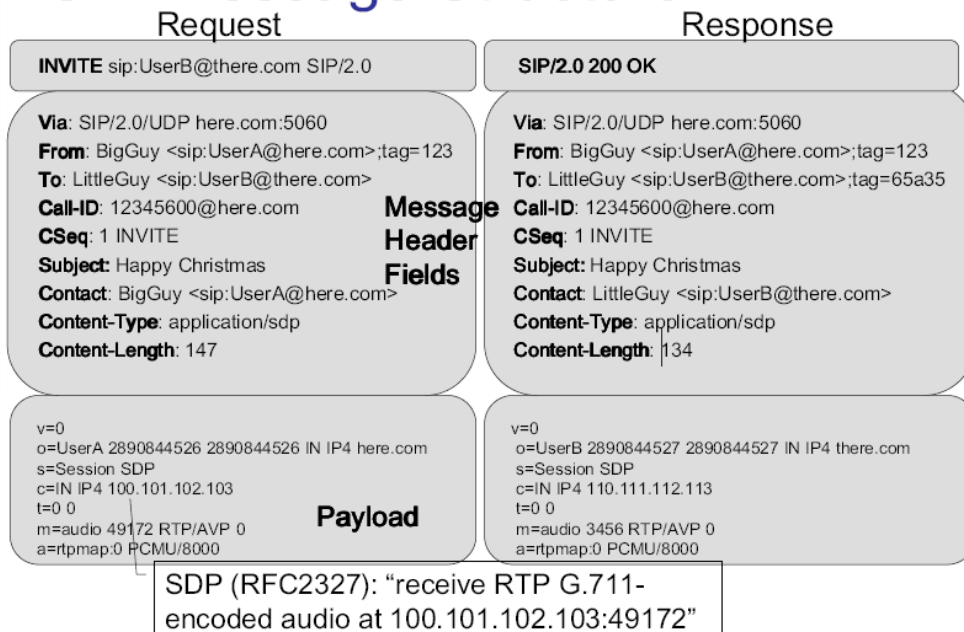 Request
INVITE sip:UserB@there.com SIP/2.0
Via: SIP/2.0/UDP here.com:5060
From: BigGuy <sip:UserA@here.com>;tag=123
To: LittleGuy <sip:UserB@there.com>
Call-ID: 12345600@here.com
CSeq: 1 INVITE
Subject: Happy Christmas
Contact: BigGuy <sip:UserA@here.com>
Content-Type: application/sdp
Content-Length: 147
Message
Header
Fields
v=0
o=UserA 2890844526 2890844526 IN IP4 here.com
s=Session SDP
c=IN IP4 100.101.102.103
t=0 0
m=audio 49172 RTP/AVP 0
a=rtpmap:0 PCMU/8000
Payload
Response
SIP/2.0 200 OK
Via: SIP/2.0/UDP here.com:5060
From: BigGuy <sip:UserA@here.com>;tag=123
To: LittleGuy <sip:UserB@there.com>;tag=65a35
Call-ID: 12345600@here.com
CSeq: 1 INVITE
Subject: Happy Christmas
Contact: LittleGuy <sip:UserB@there.com>
Content-Type: application/sdp
Content-Length: 134
v=0
o=UserB 2890844527 2890844527 IN IP4 there.com
s=Session SDP
c=IN IP4 110.111.112.113
t=0 0
m=audio 3456 RTP/AVP 0
a=rtpmap:0 PCMU/8000
SDP (RFC2327): “receive RTP G.711-
encoded audio at 100.101.102.103:49172”